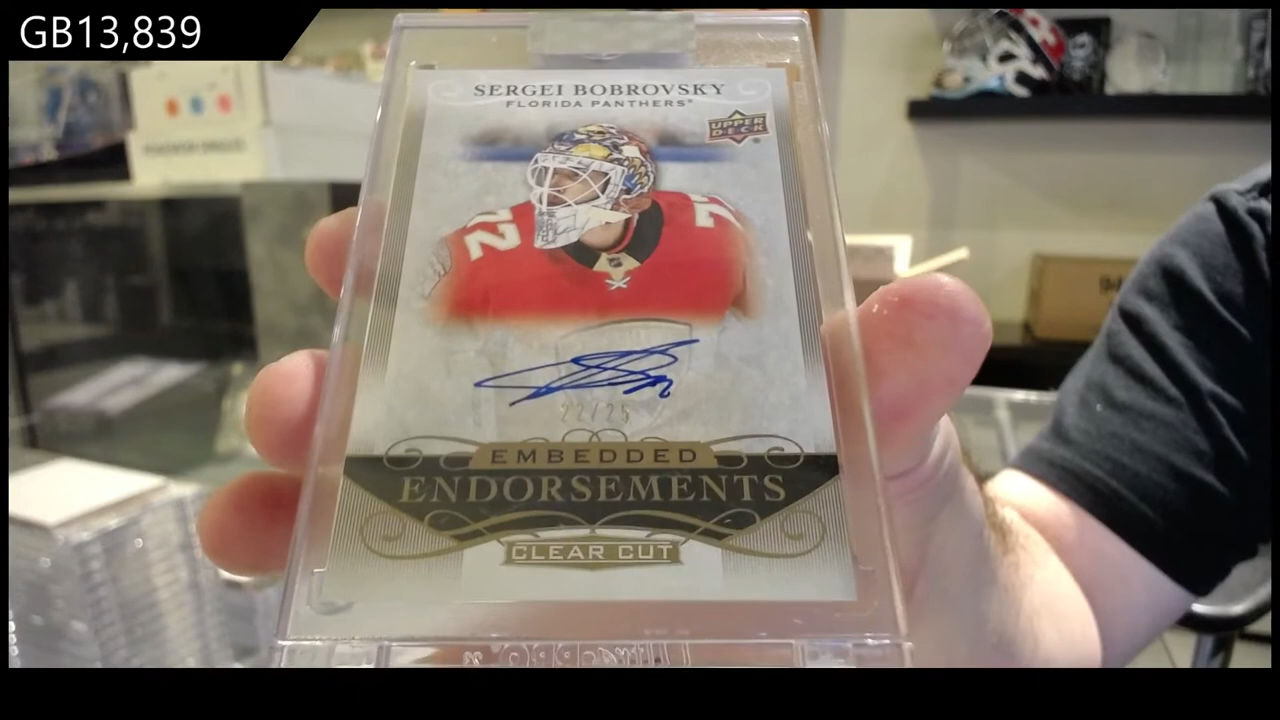 GB13,839
SERGEI BOBROVSKY
FLORIDA PANTHERS
UPPER
DECK
72
22/25
EMBEDDED
ENDORSEMENTS
CLEAR CUT